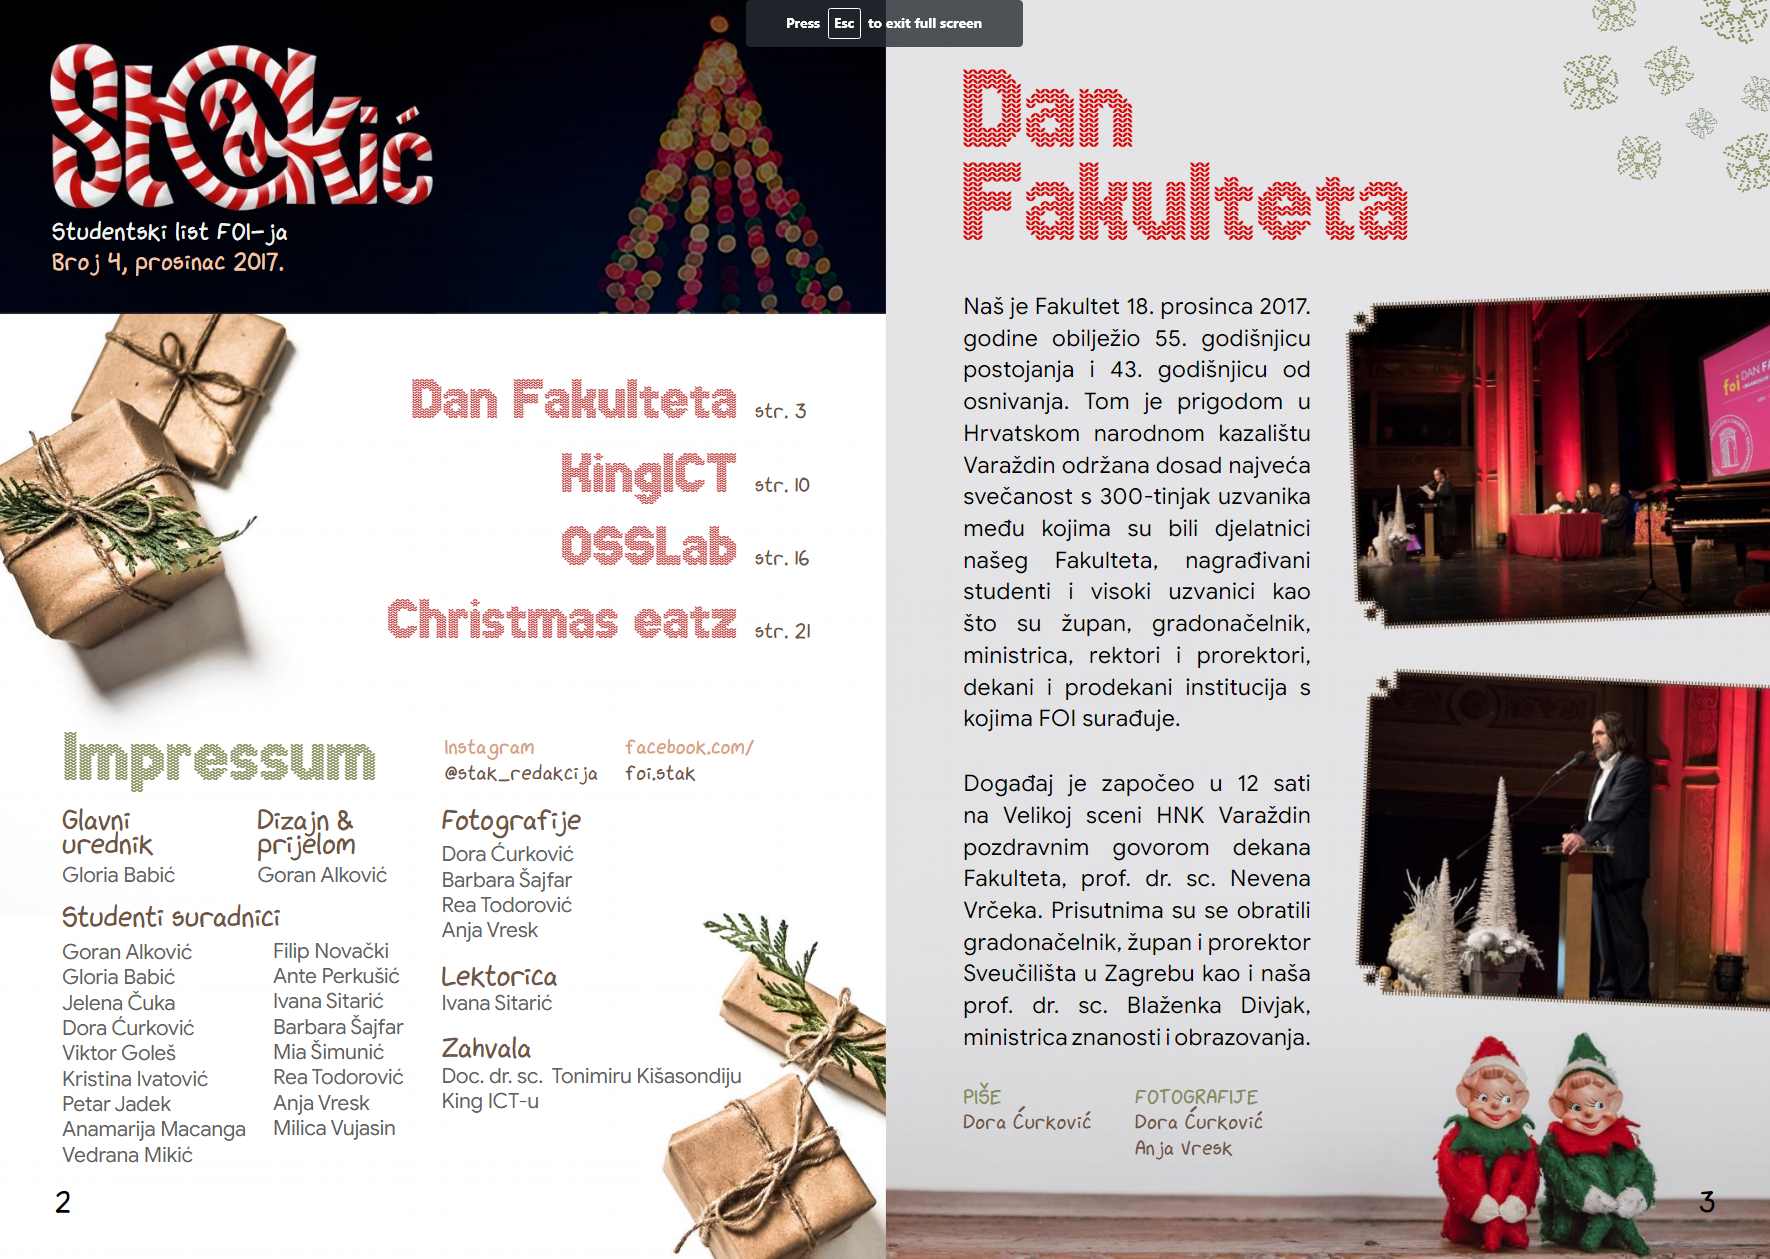 Press Esc to exit full screen
St@kić
Studentski list FOI-ja
Broj 4, prosinac 2017.
Dan Fakulteta str. 3
KingICT str. 10
OSSLab str. 16
Christmas eatz str. 21
Impressum
Instagram
@stak_redakcija
facebook.com/
foi.stak
Glavni
urednik
Gloria Babić
Dizajn &
prijelom
Goran Alković
Studenti suradnici
Goran Alković
Gloria Babić
Jelena Čuka
Dora Ćurković
Viktor Goleš
Kristina Ivatović
Petar Jadek
Anamarija Macanga
Vedrana Mikić
Filip Novački
Ante Perkušić
Ivana Sitarić
Barbara Šajfar
Mia Šimunić
Rea Todorović
Anja Vresk
Milica Vujasin
Fotografije
Dora Ćurković
Barbara Šajfar
Rea Todorović
Anja Vresk
Lektorica
Ivana Sitarić
Zahvala
Doc. dr. sc. Tonimiru Kišasondiju
King ICT-u
2
Dan
Fakulteta
Naš je Fakultet 18. prosinca 2017.
godine obilježio 55. godišnjicu
postojanja i 43. godišnjicu od
osnivanja. Tom je prigodom u
Hrvatskom narodnom kazalištu
Varaždin održana dosad najveća
svečanost s 300-tinjak uzvanika
među kojima su bili djelatnici
našeg Fakulteta, nagrađivani
studenti i visoki uzvanici kao
što su župan, gradonačelnik,
ministrica, rektori i prorektori,
dekani i prodekani institucija s
kojima FOI surađuje.
Događaj je započeo u 12 sati
na Velikoj sceni HNK Varaždin
pozdravnim govorom dekana
Fakulteta, prof. dr. sc. Nevena
Vrčeka. Prisutnima su se obratili
gradonačelnik, župan i prorektor
Sveučilišta u Zagrebu kao i naša
prof. dr. sc. Blaženka Divjak,
ministrica znanosti i obrazovanja.
PIŠE
Dora Ćurković
FOTOGRAFIJE
Dora Ćurković
Anja Vresk
foi DAN FA
3